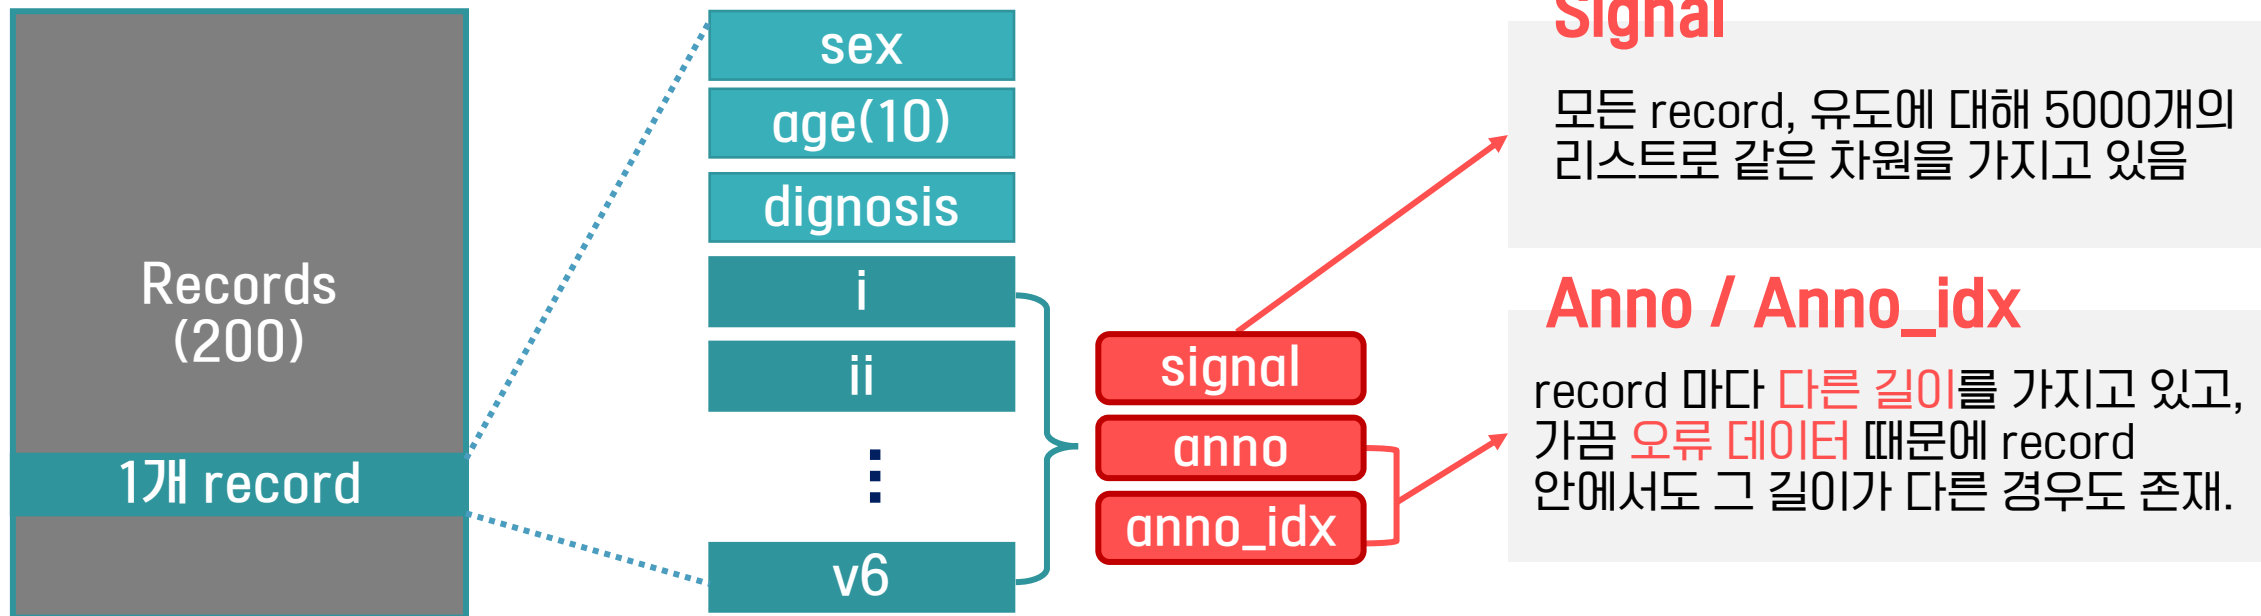 Records
(200)
1개 record
sex
age(10)
dignosis
i
ii
v6
signal
anno
anno_idx
Signal
모든 record, 유도에 대해 5000개의
리스트로 같은 차원을 가지고 있음
Anno / Anno_idx
record 마다 다른 길이를 가지고 있고,
가끔 오류 데이터 때문에 record
안에서도 그 길이가 다른 경우도 존재.